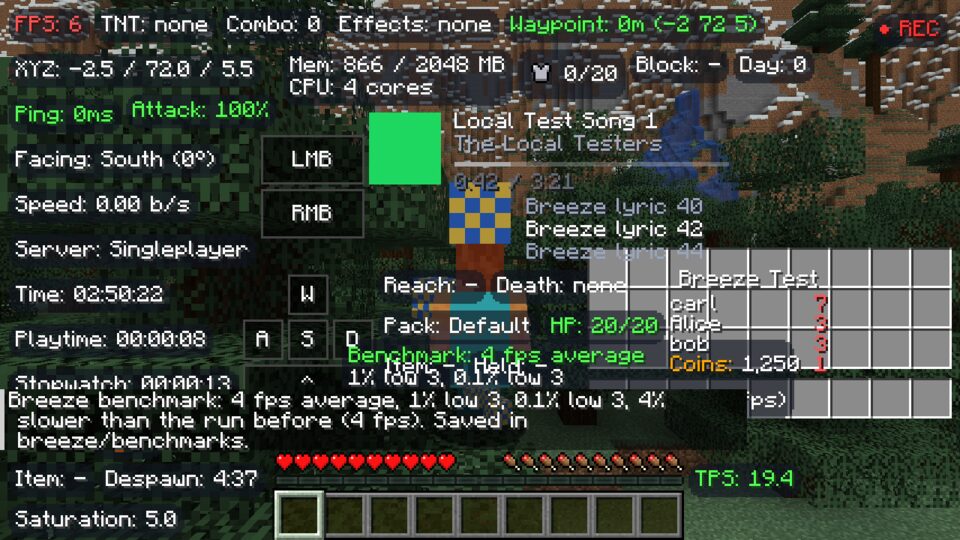 FPS: 6 TNT: none Combo: 0 Effects: none Waypoint: 0m (-2 72 5)
REC
XYZ: -2.5 / 72.0 / 5.5
Mem: 866 / 2048 MB
CPU: 4 cores
0/20
Block: - Day: 0
Ping: 0ms Attack: 100%
Local Test Song 1
The Local Testers
0:42 / 3:21
Facing: South (0°)
LMB
Speed: 0.00 b/s
RMB
Breeze lyric 40
Breeze lyric 42
Breeze lyric 44
Server: Singleplayer
Reach: - Death: none
Breeze Test
Time: 02:50:22
W
carl 7
Alice 3
bob 3
Coins: 1,250 1
Pack: Default HP: 20/20
Playtime: 00:00:08
A S D
Benchmark: 4 fps average
1% low 3, 0.1% low 3
Item: - Held: -
Stopwatch: 00:00:13
Breeze benchmark: 4 fps average, 1% low 3, 0.1% low 3, 4%
slower than the run before (4 fps). Saved in
breeze/benchmarks.
fps)
Item: - Despawn: 4:37
TPS: 19.4
Saturation: 5.0